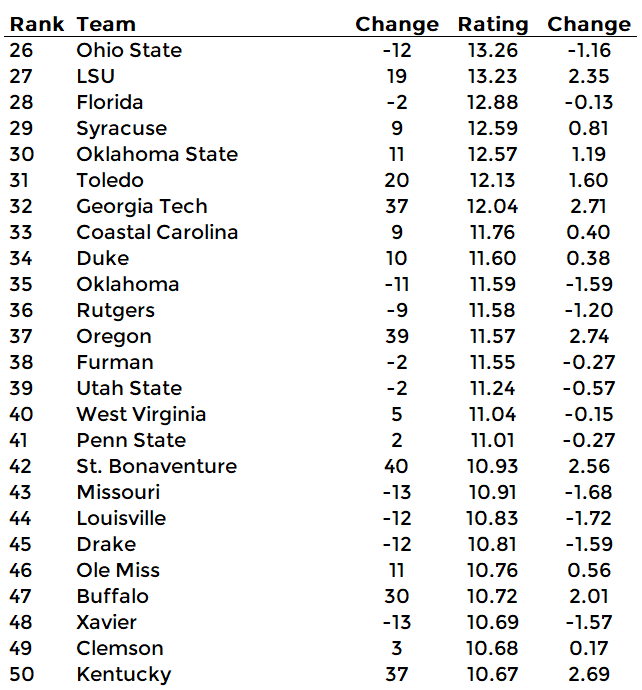 Rank Team Change Rating Change
26 Ohio State -12 13.26 -1.16
27 LSU 19 13.23 2.35
28 Florida -2 12.88 -0.13
29 Syracuse 9 12.59 0.81
30 Oklahoma State 11 12.57 1.19
31 Toledo 20 12.13 1.60
32 Georgia Tech 37 12.04 2.71
33 Coastal Carolina 9 11.76 0.40
34 Duke 10 11.60 0.38
35 Oklahoma -11 11.59 -1.59
36 Rutgers -9 11.58 -1.20
37 Oregon 39 11.57 2.74
38 Furman -2 11.55 -0.27
39 Utah State -2 11.24 -0.57
40 West Virginia 5 11.04 -0.15
41 Penn State 2 11.01 -0.27
42 St. Bonaventure 40 10.93 2.56
43 Missouri -13 10.91 -1.68
44 Louisville -12 10.83 -1.72
45 Drake -12 10.81 -1.59
46 Ole Miss 11 10.76 0.56
47 Buffalo 30 10.72 2.01
48 Xavier -13 10.69 -1.57
49 Clemson 3 10.68 0.17
50 Kentucky 37 10.67 2.69